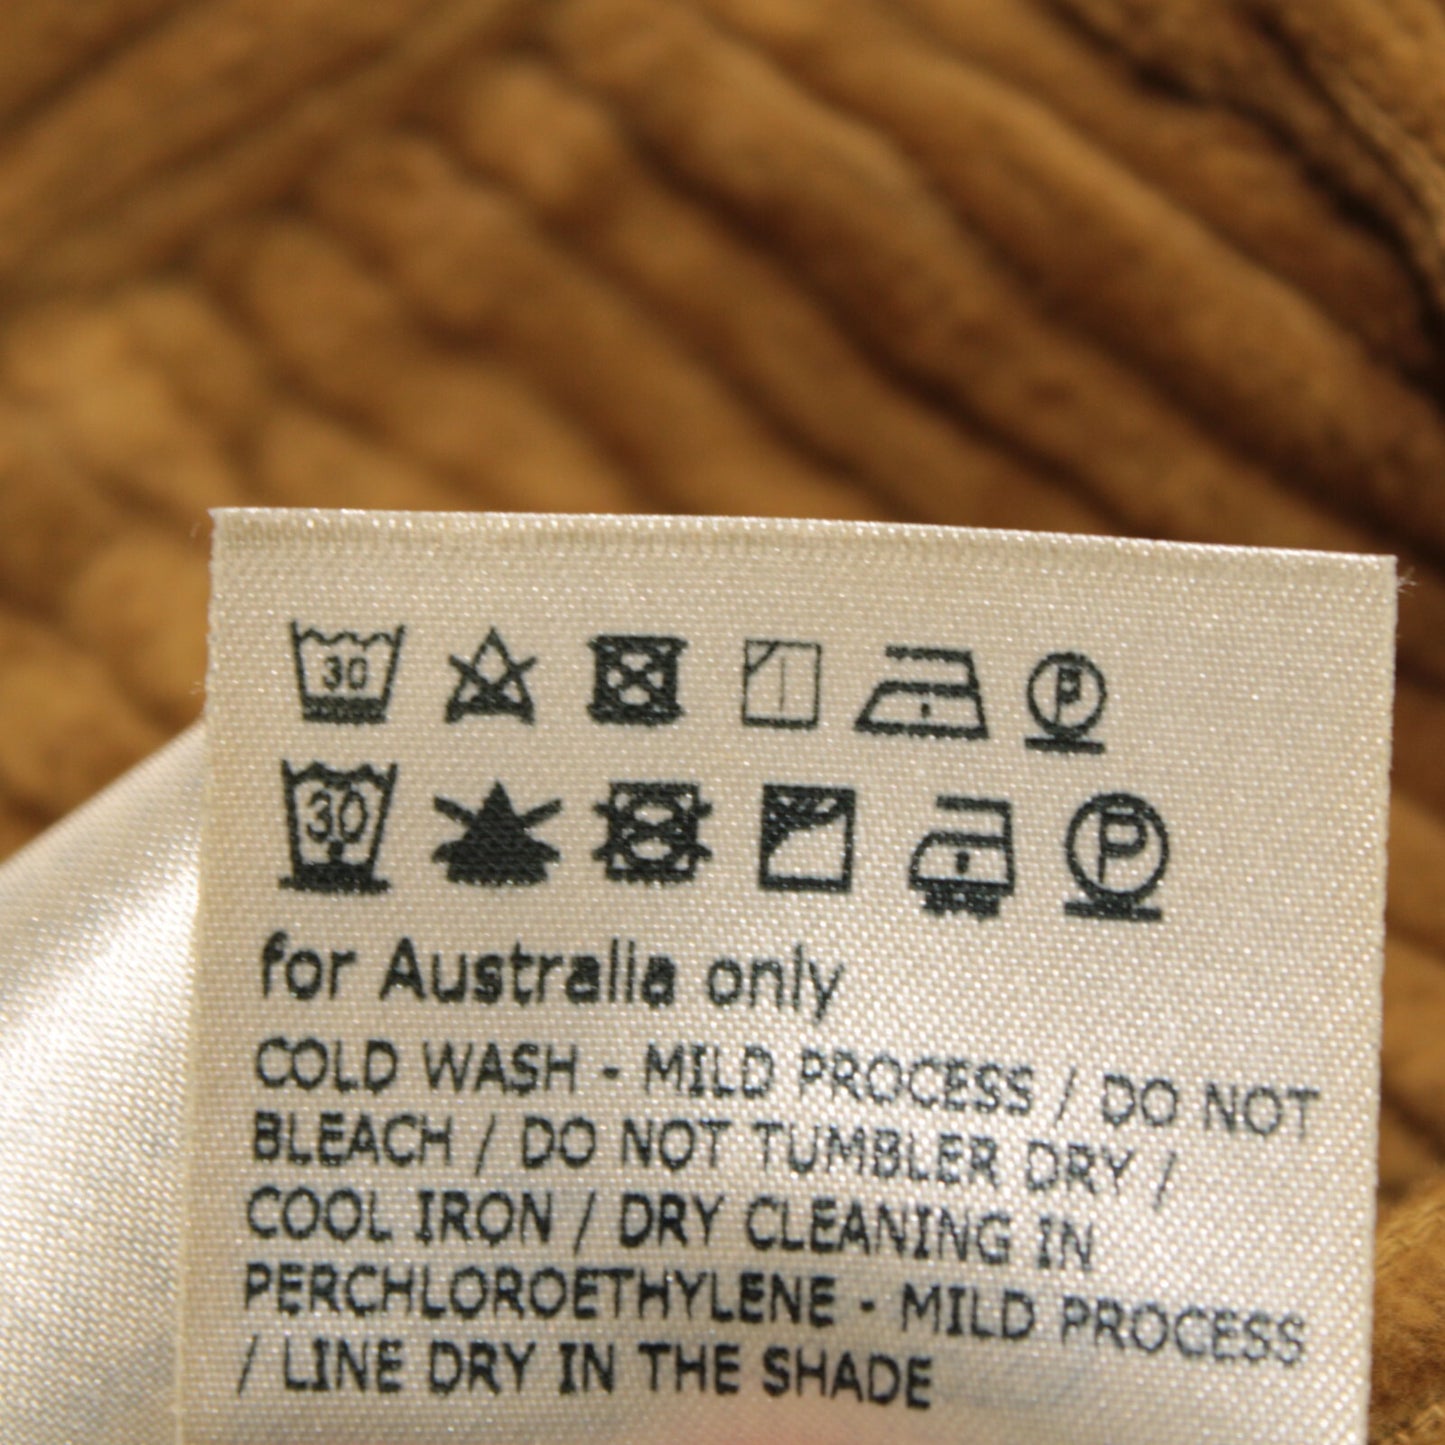 30 P
30 P
for Australia only
COLD WASH - MILD PROCESS / DO NOT
BLEACH / DO NOT TUMBLER DRY /
COOL IRON / DRY CLEANING IN
PERCHLOROETHYLENE - MILD PROCESS
/ LINE DRY IN THE SHADE